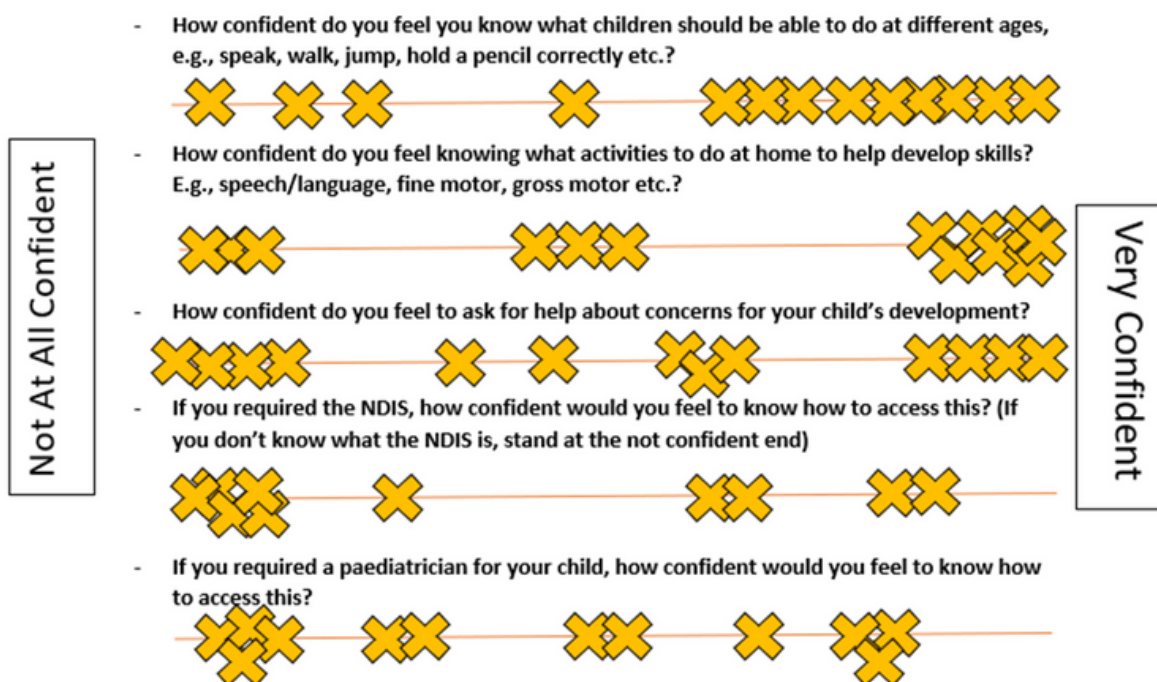 - How confident do you feel you know what children should be able to do at different ages,
e.g., speak, walk, jump, hold a pencil correctly etc.?
- How confident do you feel knowing what activities to do at home to help develop skills?
E.g., speech/language, fine motor, gross motor etc.?
Not At All Confident
Very Confident
- How confident do you feel to ask for help about concerns for your child's development?
- If you required the NDIS, how confident would you feel to know how to access this? (If
you don't know what the NDIS is, stand at the not confident end)
- If you required a paediatrician for your child, how confident would you feel to know how
to access this?